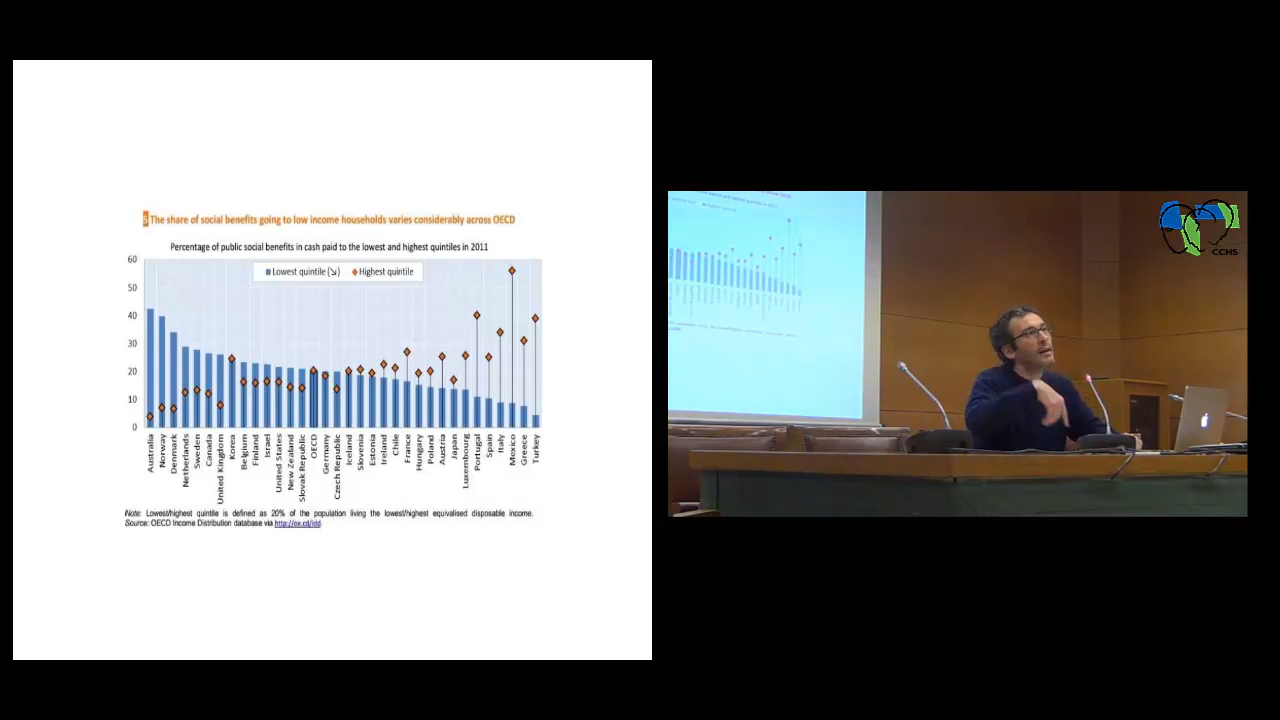 5 The share of social benefits going to low income households varies considerably across OECD
Percentage of public social benefits in cash paid to the lowest and highest quintiles in 2011
60
50
40
30
20
10
0
Lowest quintile (↘) Highest quintile
Australia
Norway
Denmark
Netherlands
Sweden
Canada
United Kingdom
Korea
Belgium
Finland
Israel
United States
New Zealand
Slovak Republic
OECD
Germany
Czech Republic
Iceland
Slovenia
Estonia
Ireland
Chile
France
Hungary
Poland
Austria
Japan
Luxembourg
Portugal
Spain
Italy
Mexico
Greece
Turkey
Note: Lowest/highest quintile is defined as 20% of the population living the lowest/highest equivalised disposable income.
Source: OECD Income Distribution database via http://oe.cd/idd.
CCHS